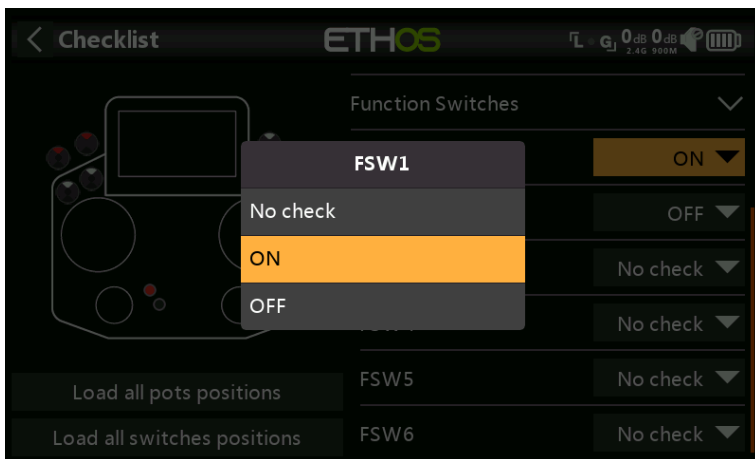 Checklist
ETHOS
L G 0dB 0dB
2.4G 900M
Function Switches
FSW1
ON
No check
OFF
ON
No check
OFF
No check
Load all pots positions
FSW5
No check
Load all switches positions
FSW6
No check